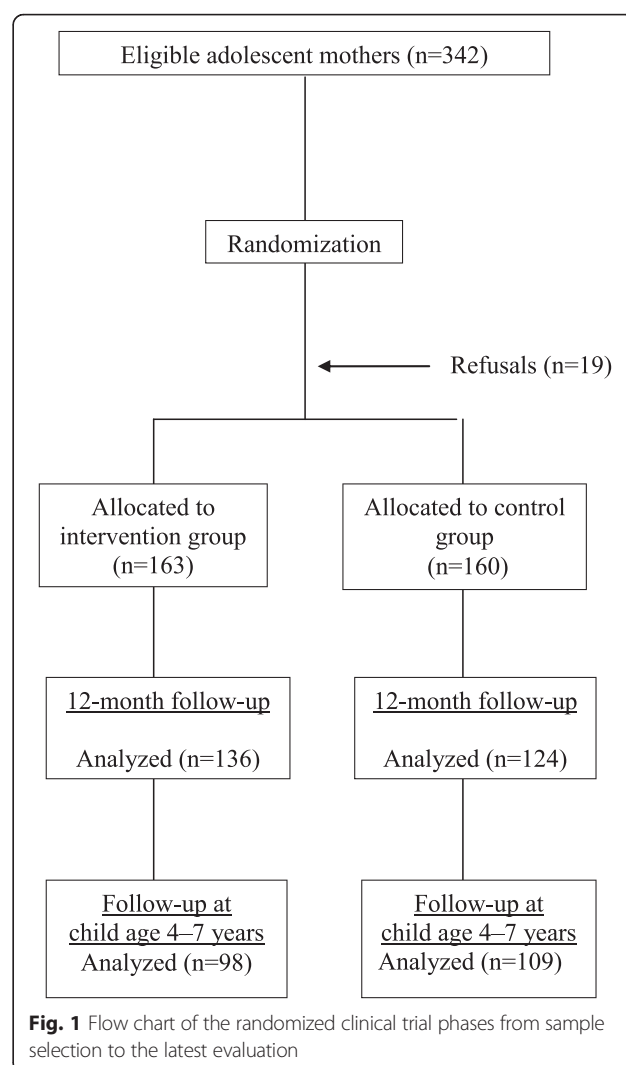 Eligible adolescent mothers (n=342)
Randomization
Refusals (n=19)
Allocated to
intervention group
(n=163)
Allocated to control
group
(n=160)
12-month follow-up
Analyzed (n=136)
12-month follow-up
Analyzed (n=124)
Follow-up at
child age 4–7 years
Analyzed (n=98)
Follow-up at
child age 4–7 years
Analyzed (n=109)
Fig. 1 Flow chart of the randomized clinical trial phases from sample
selection to the latest evaluation